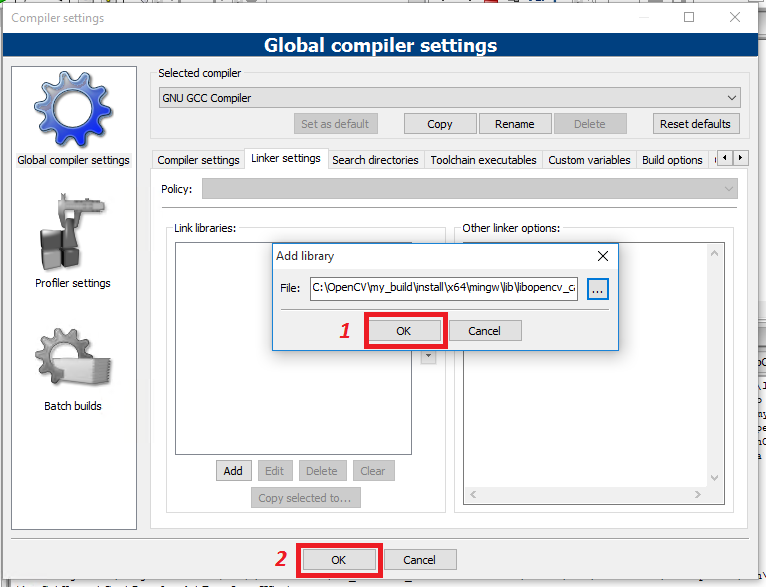 Compiler settings
Global compiler settings
Selected compiler
GNU GCC Compiler
Set as default
Copy
Rename
Delete
Reset defaults
Global compiler settings
Profiler settings
Batch builds
Compiler settings
Linker settings
Search directories
Toolchain executables
Custom variables
Build options
Policy:
Link libraries:
Other linker options:
Add library
File:
C:\OpenCV\my_build\install\x64\mingw\lib\libopencv_ca
...
1
OK
Cancel
Add
Edit
Delete
Clear
Copy selected to...
2
OK
Cancel